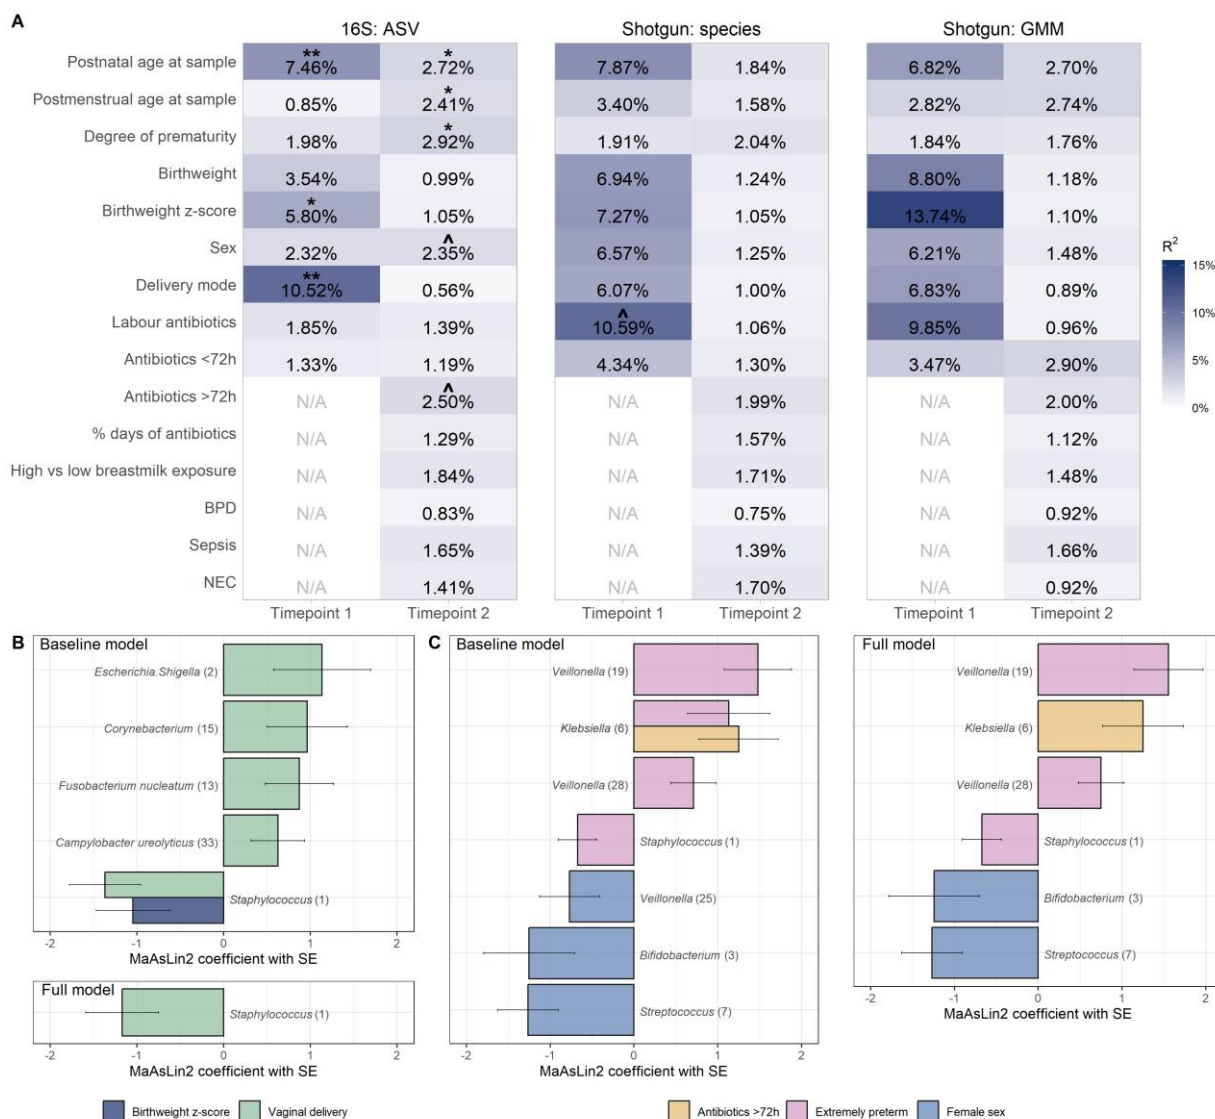 A
16S: ASV Shotgun: species Shotgun: GMM
** *
Postnatal age at sample 7.46% 2.72% 7.87% 1.84% 6.82% 2.70%
*
Postmenstrual age at sample 0.85% 2.41% 3.40% 1.58% 2.82% 2.74%
*
Degree of prematurity 1.98% 2.92% 1.91% 2.04% 1.84% 1.76%
Birthweight 3.54% 0.99% 6.94% 1.24% 8.80% 1.18%
*
Birthweight z-score 5.80% 1.05% 7.27% 1.05% 13.74% 1.10%
^
Sex 2.32% 2.35% 6.57% 1.25% 6.21% 1.48%
**
Delivery mode 10.52% 0.56% 6.07% 1.00% 6.83% 0.89%
^
Labour antibiotics 1.85% 1.39% 10.59% 1.06% 9.85% 0.96%
Antibiotics <72h 1.33% 1.19% 4.34% 1.30% 3.47% 2.90%
^
Antibiotics >72h N/A 2.50% N/A 1.99% N/A 2.00%
% days of antibiotics N/A 1.29% N/A 1.57% N/A 1.12%
High vs low breastmilk exposure N/A 1.84% N/A 1.71% N/A 1.48%
BPD N/A 0.83% N/A 0.75% N/A 0.92%
Sepsis N/A 1.65% N/A 1.39% N/A 1.66%
NEC N/A 1.41% N/A 1.70% N/A 0.92%
Timepoint 1 Timepoint 2 Timepoint 1 Timepoint 2 Timepoint 1 Timepoint 2
R²
15%
10%
5%
0%
B
Baseline model
Escherichia.Shigella (2)
Corynebacterium (15)
Fusobacterium nucleatum (13)
Campylobacter ureolyticus (33)
Staphylococcus (1)
-2 -1 0 1 2
MaAsLin2 coefficient with SE
Full model
Staphylococcus (1)
-2 -1 0 1 2
MaAsLin2 coefficient with SE
Birthweight z-score Vaginal delivery
C
Baseline model
Veillonella (19)
Klebsiella (6)
Veillonella (28)
Staphylococcus (1)
Veillonella (25)
Bifidobacterium (3)
Streptococcus (7)
-2 -1 0 1 2
MaAsLin2 coefficient with SE
Full model
Veillonella (19)
Klebsiella (6)
Veillonella (28)
Staphylococcus (1)
Bifidobacterium (3)
Streptococcus (7)
-2 -1 0 1 2
MaAsLin2 coefficient with SE
Antibiotics >72h Extremely preterm Female sex